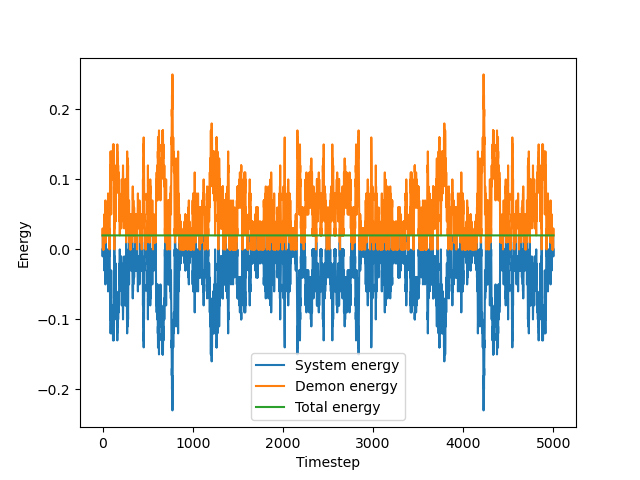 Energy
0.2
0.1
0.0
−0.1
−0.2
System energy
Demon energy
Total energy
0
1000
2000
3000
4000
5000
Timestep